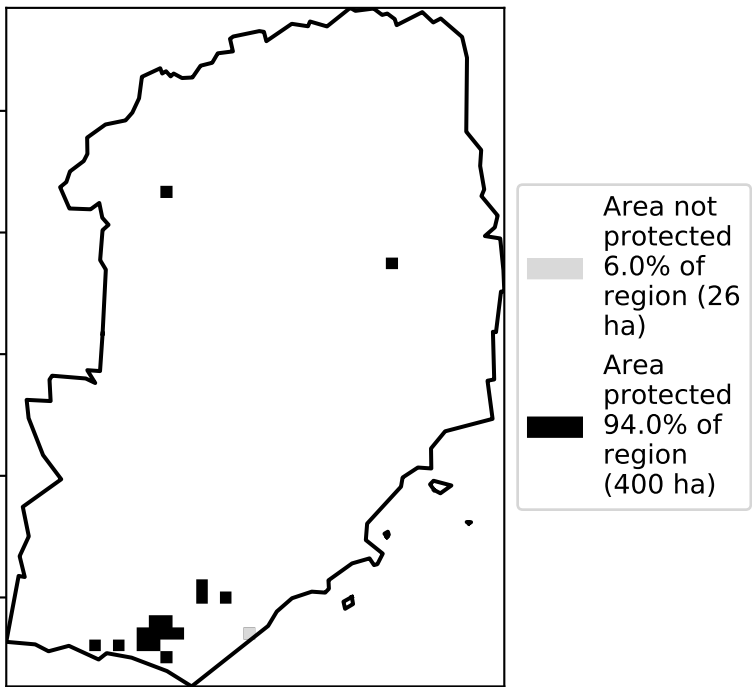 Area not
protected
6.0% of
region (26
ha)
Area
protected
94.0% of
region
(400 ha)